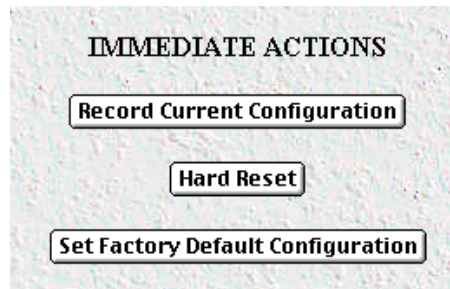 IMMEDIATE ACTIONS
Record Current Configuration
Hard Reset
Set Factory Default Configuration